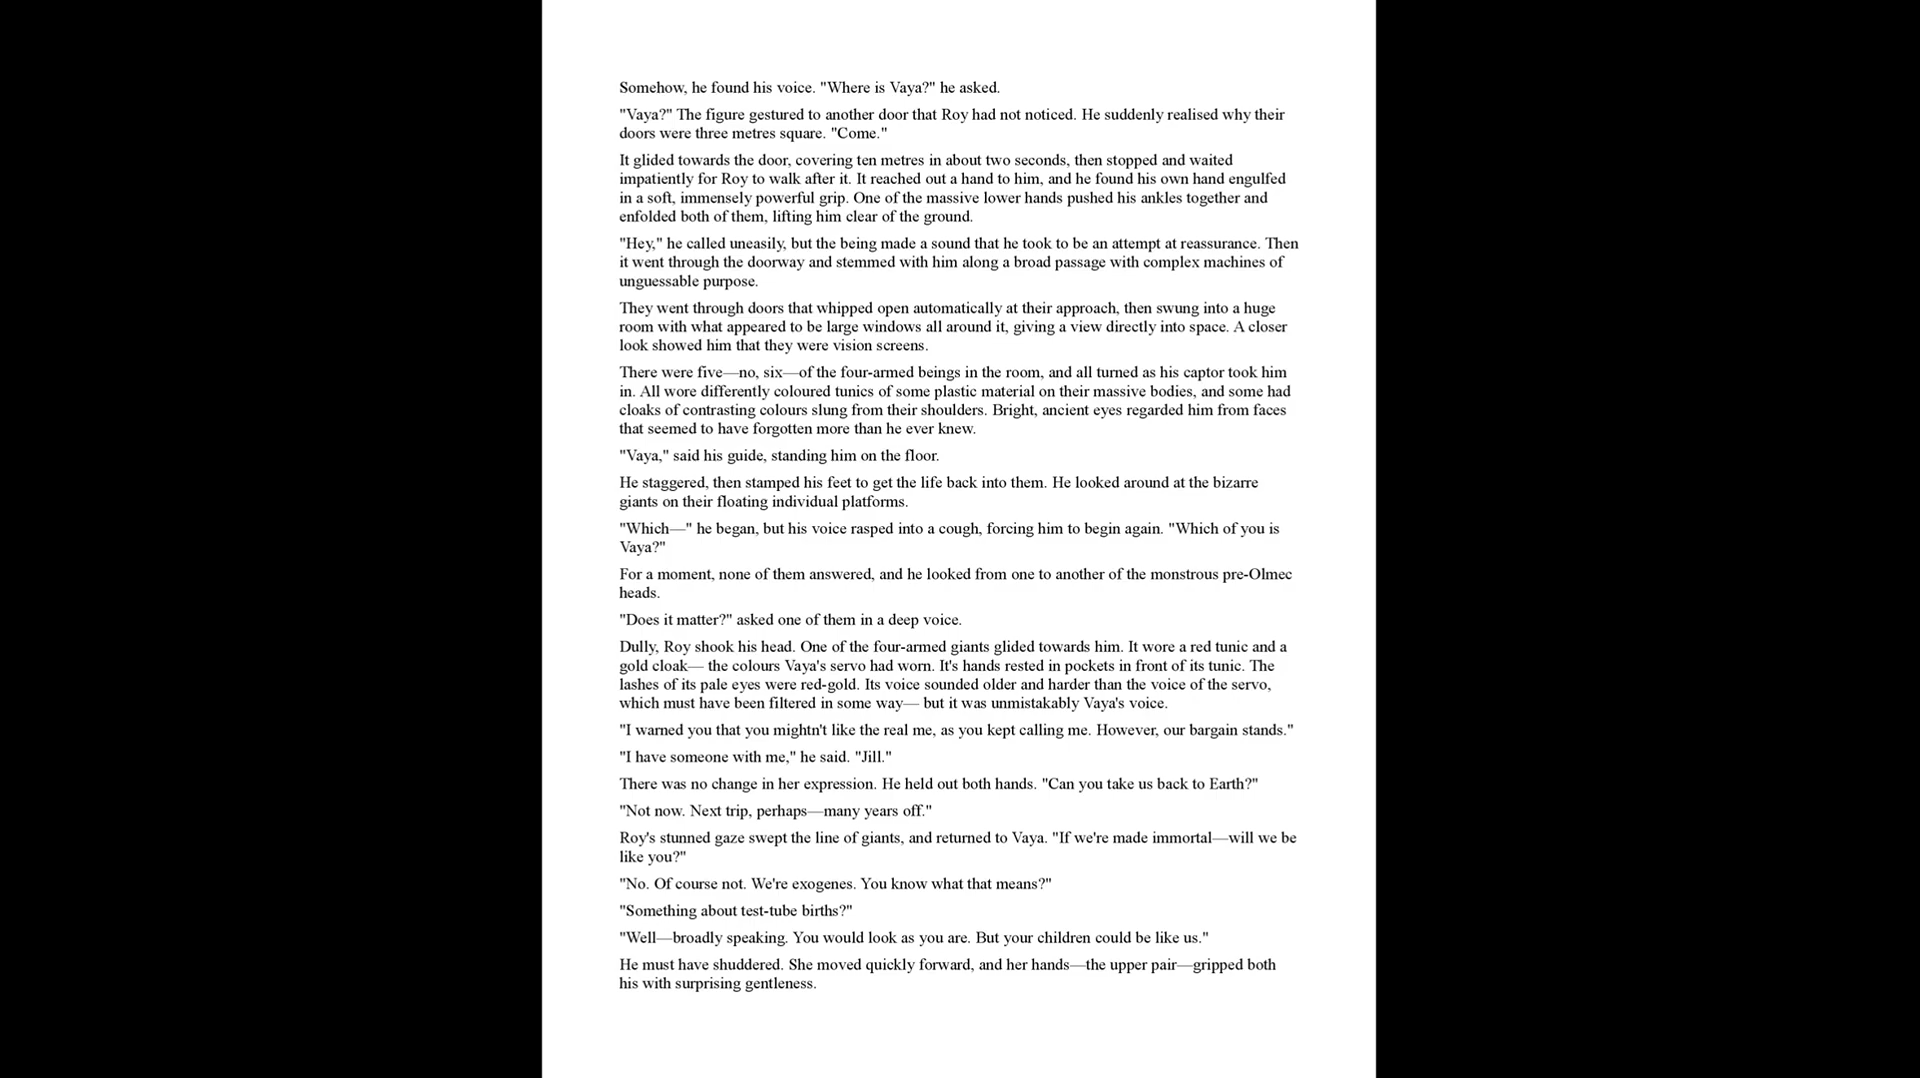 Somehow, he found his voice. "Where is Vaya?" he asked.
"Vaya?" The figure gestured to another door that Roy had not noticed. He suddenly realised why their
doors were three metres square. "Come."
It glided towards the door, covering ten metres in about two seconds, then stopped and waited
impatiently for Roy to walk after it. It reached out a hand to him, and he found his own hand engulfed
in a soft, immensely powerful grip. One of the massive lower hands pushed his ankles together and
enfolded both of them, lifting him clear of the ground.
"Hey," he called uneasily, but the being made a sound that he took to be an attempt at reassurance. Then
it went through the doorway and stemmed with him along a broad passage with complex machines of
unguessable purpose.
They went through doors that whipped open automatically at their approach, then swung into a huge
room with what appeared to be large windows all around it, giving a view directly into space. A closer
look showed him that they were vision screens.
There were five—no, six—of the four-armed beings in the room, and all turned as his captor took him
in. All wore differently coloured tunics of some plastic material on their massive bodies, and some had
cloaks of contrasting colours slung from their shoulders. Bright, ancient eyes regarded him from faces
that seemed to have forgotten more than he ever knew.
"Vaya," said his guide, standing him on the floor.
He staggered, then stamped his feet to get the life back into them. He looked around at the bizarre
giants on their floating individual platforms.
"Which—" he began, but his voice rasped into a cough, forcing him to begin again. "Which of you is
Vaya?"
For a moment, none of them answered, and he looked from one to another of the monstrous pre-Olmec
heads.
"Does it matter?" asked one of them in a deep voice.
Dully, Roy shook his head. One of the four-armed giants glided towards him. It wore a red tunic and a
gold cloak— the colours Vaya's servo had worn. It's hands rested in pockets in front of its tunic. The
lashes of its pale eyes were red-gold. Its voice sounded older and harder than the voice of the servo,
which must have been filtered in some way— but it was unmistakably Vaya's voice.
"I warned you that you mightn't like the real me, as you kept calling me. However, our bargain stands."
"I have someone with me," he said. "Jill."
There was no change in her expression. He held out both hands. "Can you take us back to Earth?"
"Not now. Next trip, perhaps—many years off."
Roy's stunned gaze swept the line of giants, and returned to Vaya. "If we're made immortal—will we be
like you?"
"No. Of course not. We're exogenes. You know what that means?"
"Something about test-tube births?"
"Well—broadly speaking. You would look as you are. But your children could be like us."
He must have shuddered. She moved quickly forward, and her hands—the upper pair—gripped both
his with surprising gentleness.